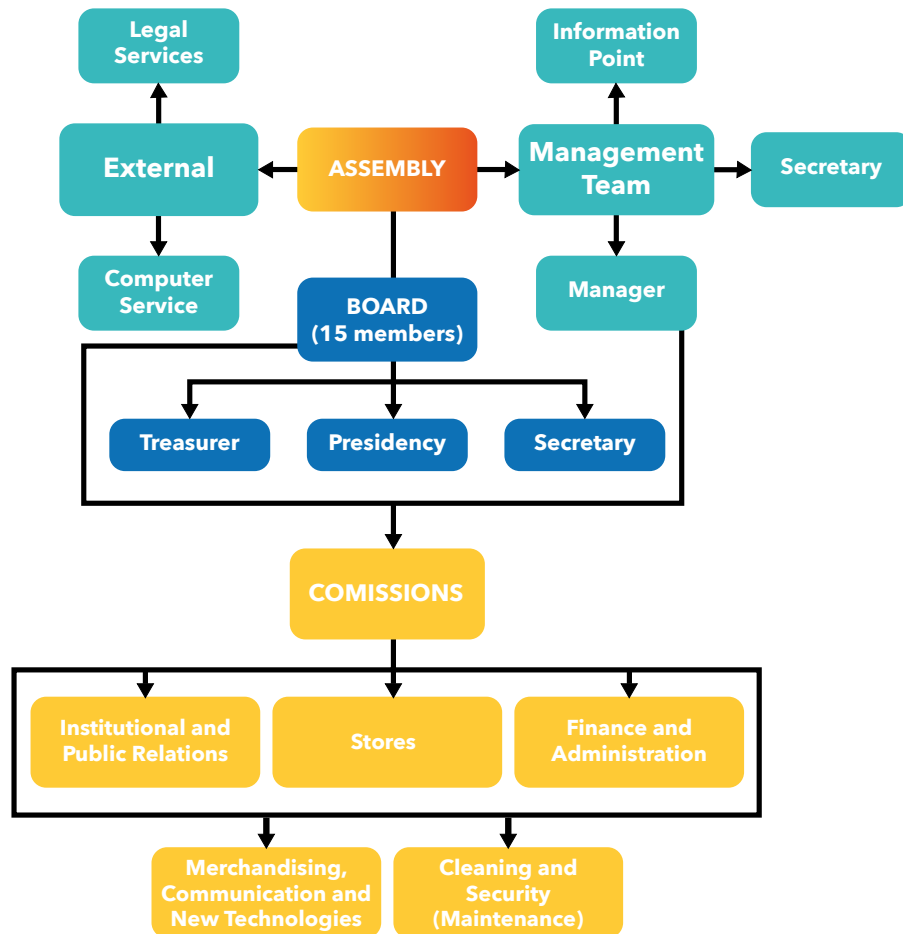 Legal
Services
Information
Point
External
ASSEMBLY
Management
Team
Secretary
Computer
Service
BOARD
(15 members)
Manager
Treasurer
Presidency
Secretary
COMISSIONS
Institutional and
Public Relations
Stores
Finance and
Administration
Merchandising,
Communication and
New Technologies
Cleaning and
Security
(Maintenance)